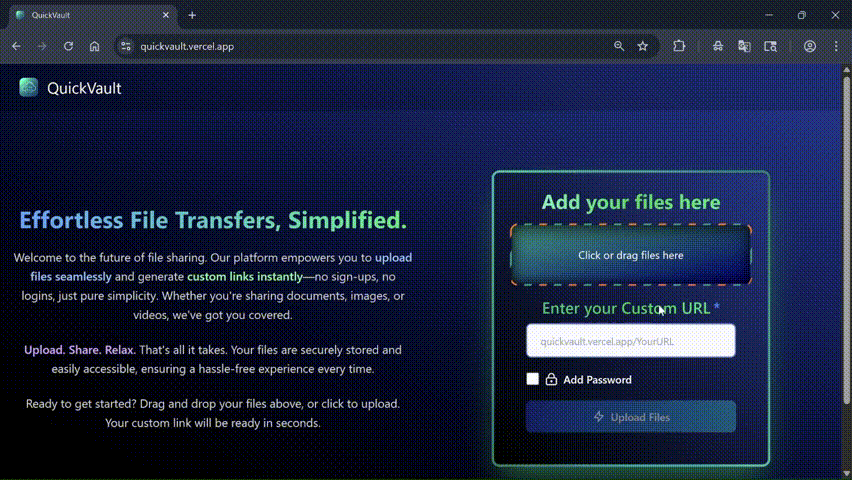 QuickVault
quickvault.vercel.app
QuickVault
Effortless File Transfers, Simplified.
Welcome to the future of file sharing. Our platform empowers you to upload
files seamlessly and generate custom links instantly—no sign-ups, no
logins, just pure simplicity. Whether you're sharing documents, images, or
videos, we've got you covered.
Upload. Share. Relax. That's all it takes. Your files are securely stored and
easily accessible, ensuring a hassle-free experience every time.
Ready to get started? Drag and drop your files above, or click to upload.
Your custom link will be ready in seconds.
Add your files here
Click or drag files here
Enter your Custom URL *
quickvault.vercel.app/YourURL
Add Password
Upload Files